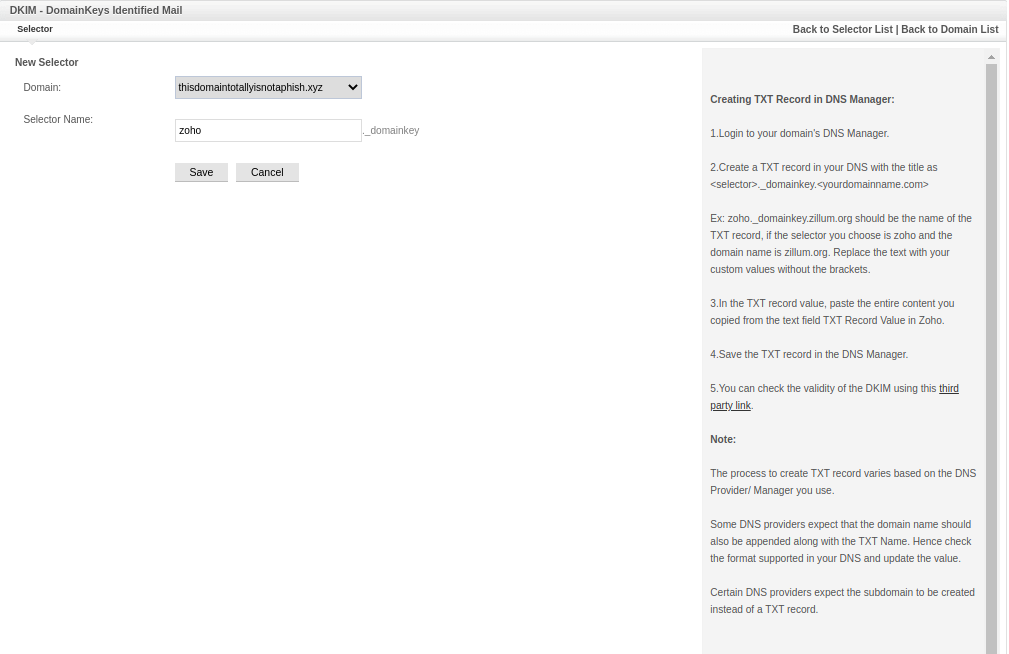 DKIM - DomainKeys Identified Mail
Selector
Back to Selector List | Back to Domain List
New Selector
Domain:
thisdomaintotallyisnotaphish.xyz
Selector Name:
zoho
._domainkey
Save
Cancel
Creating TXT Record in DNS Manager:
1.Login to your domain's DNS Manager.
2.Create a TXT record in your DNS with the title as
<selector>._domainkey.<yourdomainname.com>
Ex: zoho._domainkey.zillum.org should be the name of the
TXT record, if the selector you choose is zoho and the
domain name is zillum.org. Replace the text with your
custom values without the brackets.
3.In the TXT record value, paste the entire content you
copied from the text field TXT Record Value in Zoho.
4.Save the TXT record in the DNS Manager.
5.You can check the validity of the DKIM using this third
party link.
Note:
The process to create TXT record varies based on the DNS
Provider/ Manager you use.
Some DNS providers expect that the domain name should
also be appended along with the TXT Name. Hence check
the format supported in your DNS and update the value.
Certain DNS providers expect the subdomain to be created
instead of a TXT record.